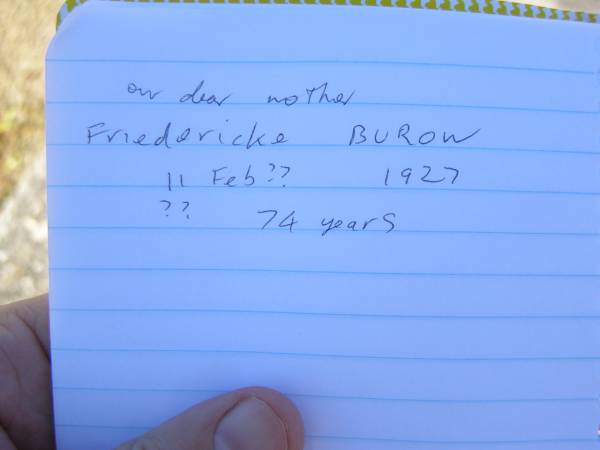 our dear mother
Friedericke BUROW
11 Feb?? 1927
?? 74 years